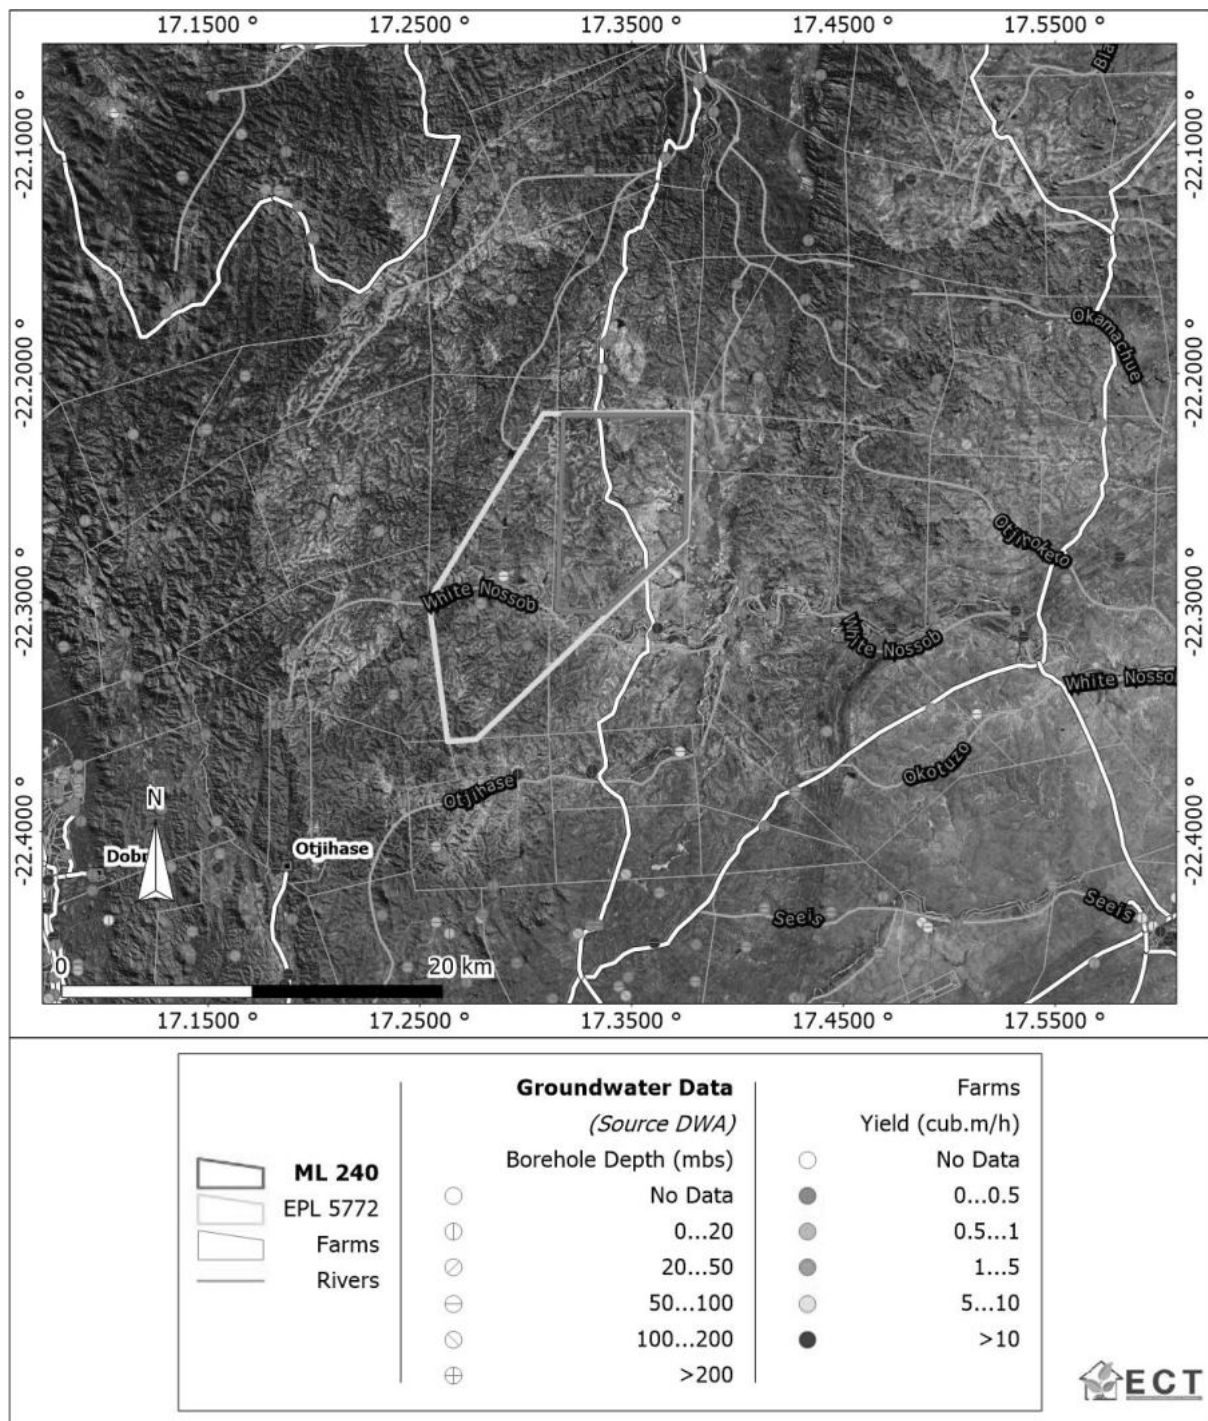 17.1500 ° 17.2500 ° 17.3500 ° 17.4500 ° 17.5500 °
-22.1000 ° -22.1000 °
-22.2000 ° -22.2000 °
-22.3000 ° -22.3000 °
-22.4000 ° -22.4000 °
Okamachue
White Nossob
White Nossob
White Nossob
Okotuzo
Otjihase
N
Otjihase
Seeis
Seeis
0
20 km
17.1500 ° 17.2500 ° 17.3500 ° 17.4500 ° 17.5500 °
ML 240
EPL 5772
Farms
Rivers
Groundwater Data
(Source DWA)
Borehole Depth (mbs)
No Data
0...20
20...50
50...100
100...200
>200
Farms
Yield (cub.m/h)
No Data
0...0.5
0.5...1
1...5
5...10
>10
ECT